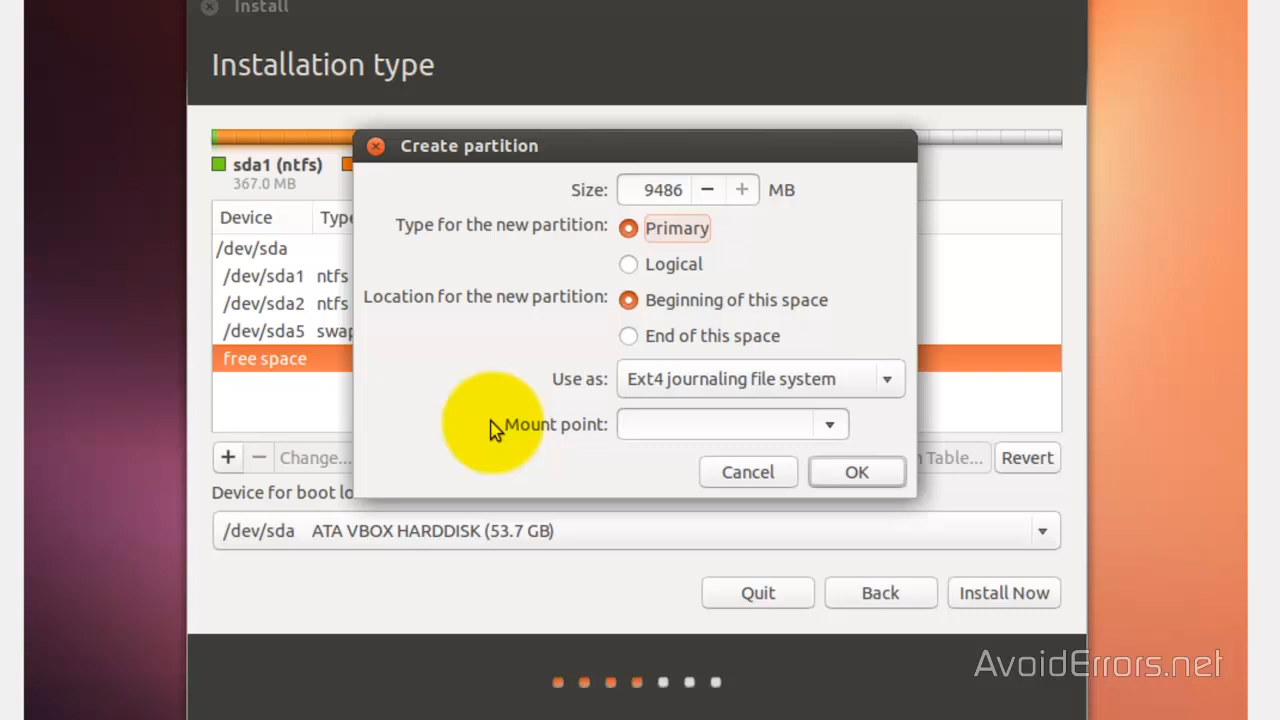 Install
Installation type
Create partition
sda1 (ntfs)
367.0 MB
Size: 9486 − + MB
Type for the new partition: Primary
Logical
Location for the new partition: Beginning of this space
End of this space
Use as: Ext4 journaling file system
Mount point:
Cancel OK
Device Type
/dev/sda
/dev/sda1 ntfs
/dev/sda2 ntfs
/dev/sda5 swap
free space
+ − Change... Table... Revert
Device for boot lo
/dev/sda ATA VBOX HARDDISK (53.7 GB)
Quit Back Install Now
AvoidErrors.net